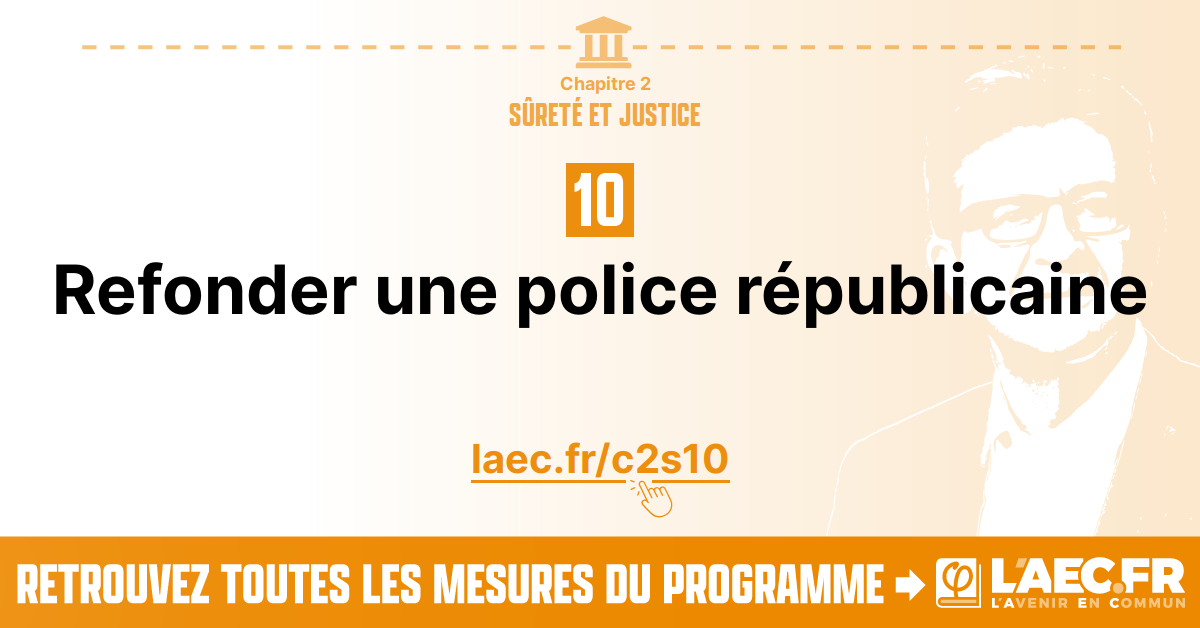 Chapitre 2
SÛRETÉ ET JUSTICE
10
Refonder une police républicaine
laec.fr/c2s10
RETROUVEZ TOUTES LES MESURES DU PROGRAMME
φ
L'AEC.FR
L'AVENIR EN COMMUN